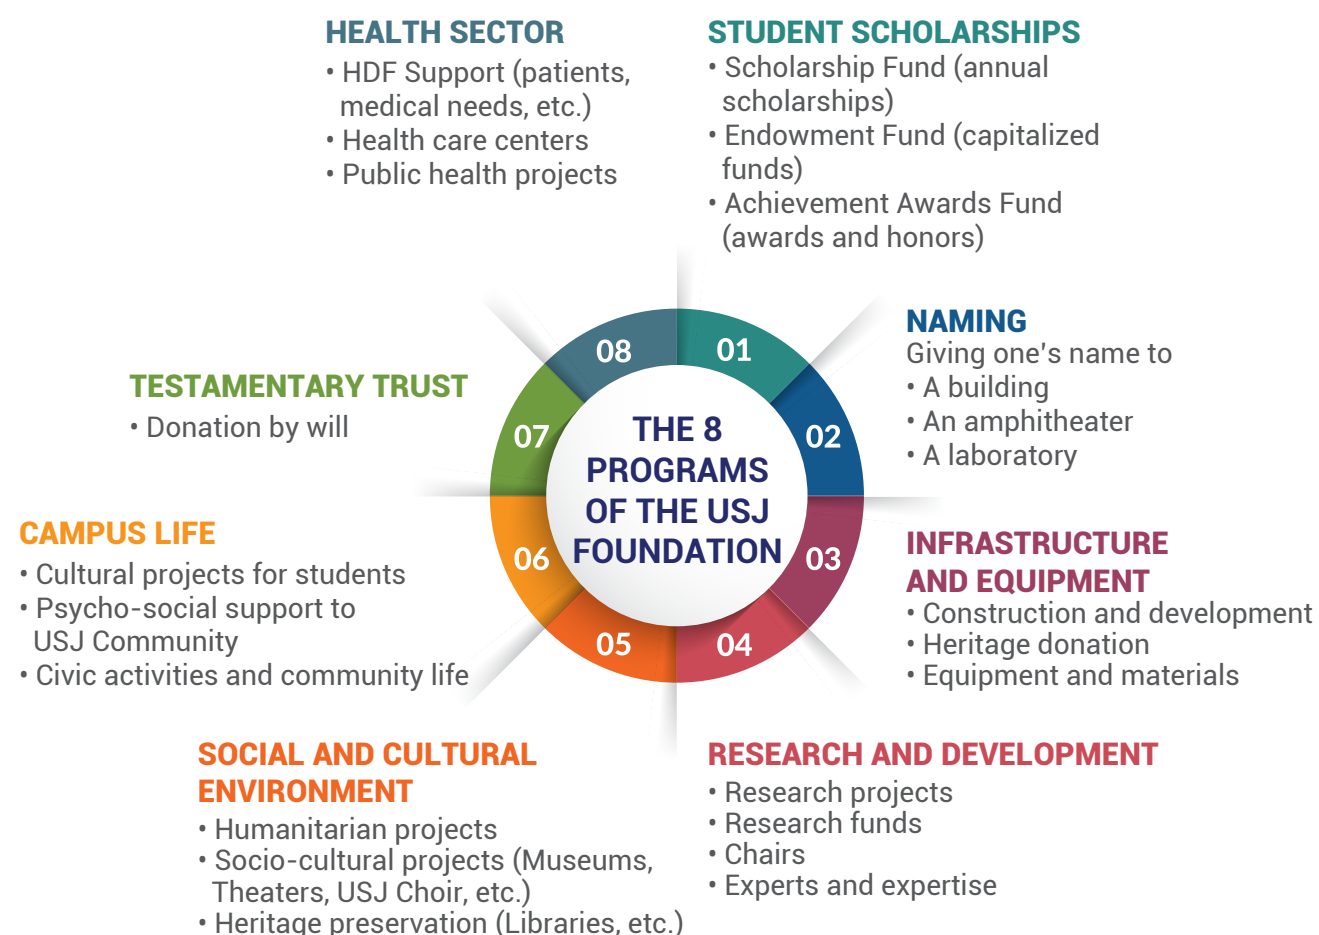 THE 8
PROGRAMS
OF THE USJ
FOUNDATION
01
STUDENT SCHOLARSHIPS
• Scholarship Fund (annual
scholarships)
• Endowment Fund (capitalized
funds)
• Achievement Awards Fund
(awards and honors)
02
NAMING
Giving one's name to
• A building
• An amphitheater
• A laboratory
03
INFRASTRUCTURE
AND EQUIPMENT
• Construction and development
• Heritage donation
• Equipment and materials
04
RESEARCH AND DEVELOPMENT
• Research projects
• Research funds
• Chairs
• Experts and expertise
05
SOCIAL AND CULTURAL
ENVIRONMENT
• Humanitarian projects
• Socio-cultural projects (Museums,
Theaters, USJ Choir, etc.)
• Heritage preservation (Libraries, etc.)
06
CAMPUS LIFE
• Cultural projects for students
• Psycho-social support to
USJ Community
• Civic activities and community life
07
TESTAMENTARY TRUST
• Donation by will
08
HEALTH SECTOR
• HDF Support (patients,
medical needs, etc.)
• Health care centers
• Public health projects